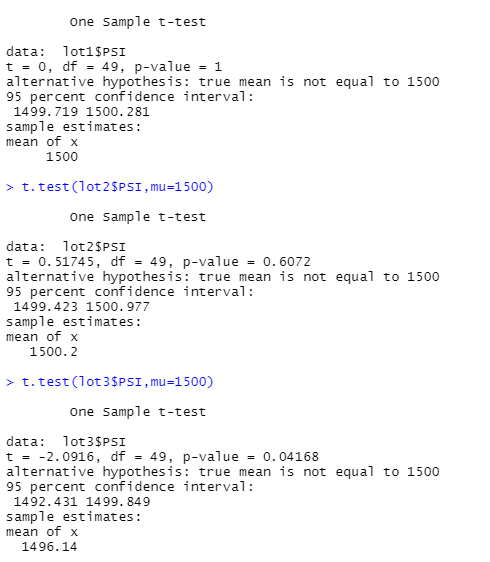 One Sample t-test
data:  lot1$PSI
t = 0, df = 49, p-value = 1
alternative hypothesis: true mean is not equal to 1500
95 percent confidence interval:
1499.719 1500.281
sample estimates:
mean of x
1500
> t.test(lot2$PSI,mu=1500)
One Sample t-test
data:  lot2$PSI
t = 0.51745, df = 49, p-value = 0.6072
alternative hypothesis: true mean is not equal to 1500
95 percent confidence interval:
1499.423 1500.977
sample estimates:
mean of x
1500.2
> t.test(lot3$PSI,mu=1500)
One Sample t-test
data:  lot3$PSI
t = -2.0916, df = 49, p-value = 0.04168
alternative hypothesis: true mean is not equal to 1500
95 percent confidence interval:
1492.431 1499.849
sample estimates:
mean of x
1496.14